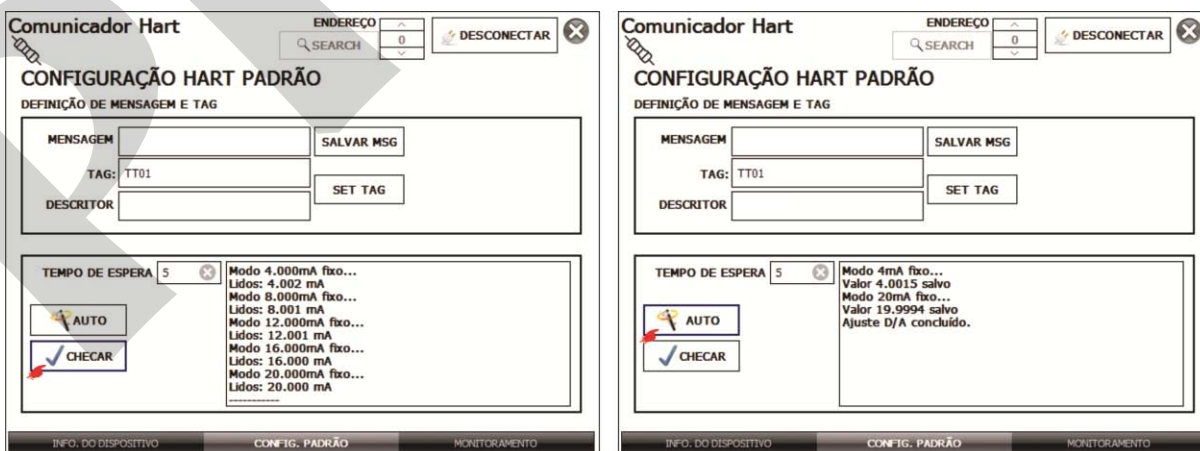 Comunicador Hart
ENDEREÇO
SEARCH
0
DESCONECTAR
CONFIGURAÇÃO HART PADRÃO
DEFINIÇÃO DE MENSAGEM E TAG
MENSAGEM
SALVAR MSG
TAG: TT01
SET TAG
DESCRITOR
TEMPO DE ESPERA 5
AUTO
CHECAR
Modo 4.000mA fixo...
Lidos: 4.002 mA
Modo 8.000mA fixo...
Lidos: 8.001 mA
Modo 12.000mA fixo...
Lidos: 12.001 mA
Modo 16.000mA fixo...
Lidos: 16.000 mA
Modo 20.000mA fixo...
Lidos: 20.000 mA
-----------
INFO. DO DISPOSITIVO CONFIG. PADRÃO MONITORAMENTO
Comunicador Hart
ENDEREÇO
SEARCH
0
DESCONECTAR
CONFIGURAÇÃO HART PADRÃO
DEFINIÇÃO DE MENSAGEM E TAG
MENSAGEM
SALVAR MSG
TAG: TT01
SET TAG
DESCRITOR
TEMPO DE ESPERA 5
AUTO
CHECAR
Modo 4mA fixo...
Valor 4.0015 salvo
Modo 20mA fixo...
Valor 19.9994 salvo
Ajuste D/A concluído.
INFO. DO DISPOSITIVO CONFIG. PADRÃO MONITORAMENTO